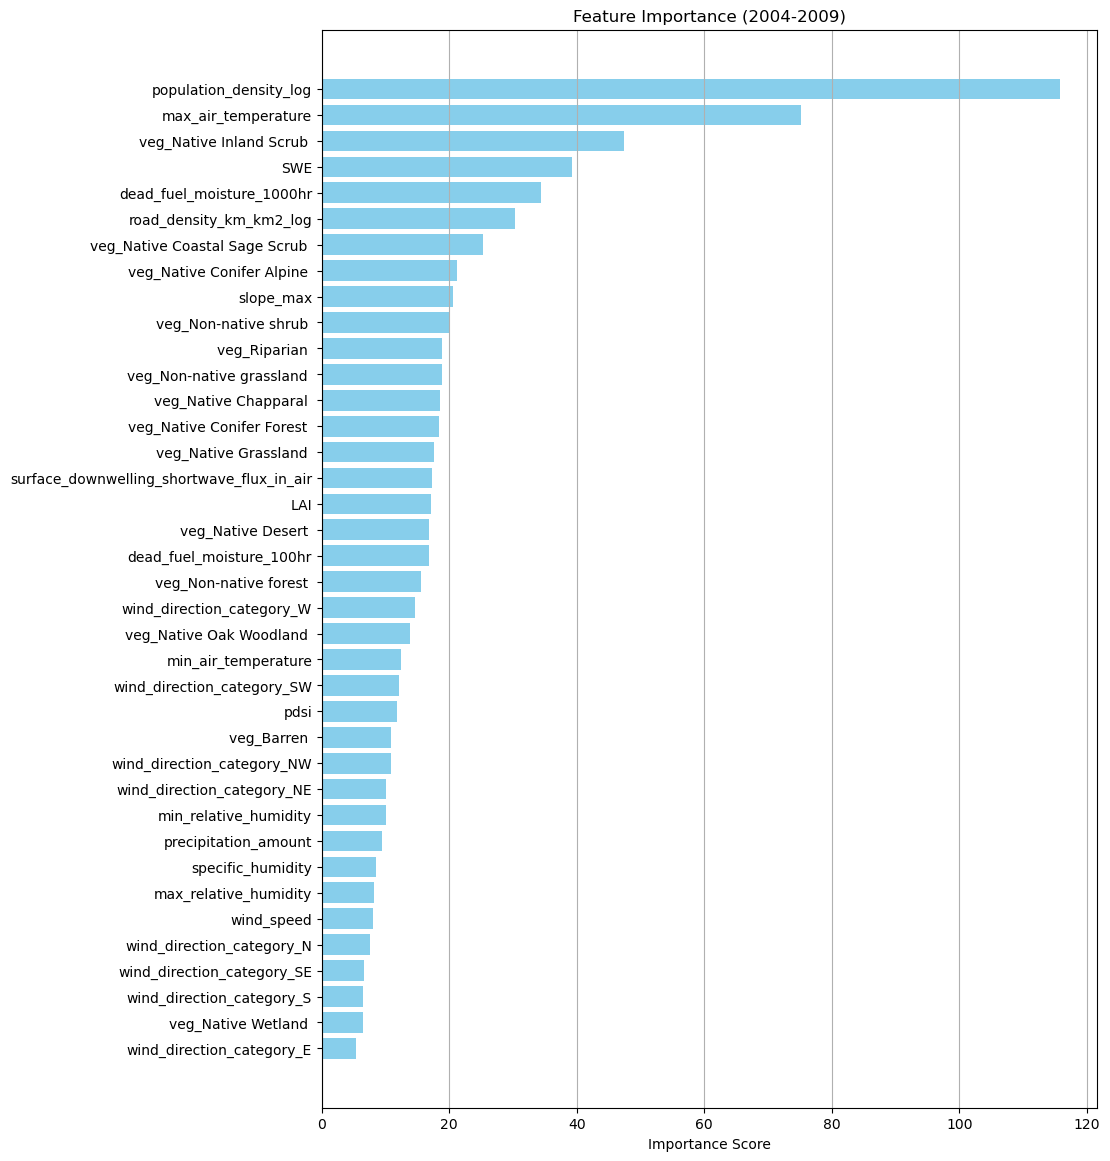 Feature Importance (2004-2009)
population_density_log
max_air_temperature
veg_Native Inland Scrub
SWE
dead_fuel_moisture_1000hr
road_density_km_km2_log
veg_Native Coastal Sage Scrub
veg_Native Conifer Alpine
slope_max
veg_Non-native shrub
veg_Riparian
veg_Non-native grassland
veg_Native Chapparal
veg_Native Conifer Forest
veg_Native Grassland
surface_downwelling_shortwave_flux_in_air
LAI
veg_Native Desert
dead_fuel_moisture_100hr
veg_Non-native forest
wind_direction_category_W
veg_Native Oak Woodland
min_air_temperature
wind_direction_category_SW
pdsi
veg_Barren
wind_direction_category_NW
wind_direction_category_NE
min_relative_humidity
precipitation_amount
specific_humidity
max_relative_humidity
wind_speed
wind_direction_category_N
wind_direction_category_SE
wind_direction_category_S
veg_Native Wetland
wind_direction_category_E
0 20 40 60 80 100 120
Importance Score